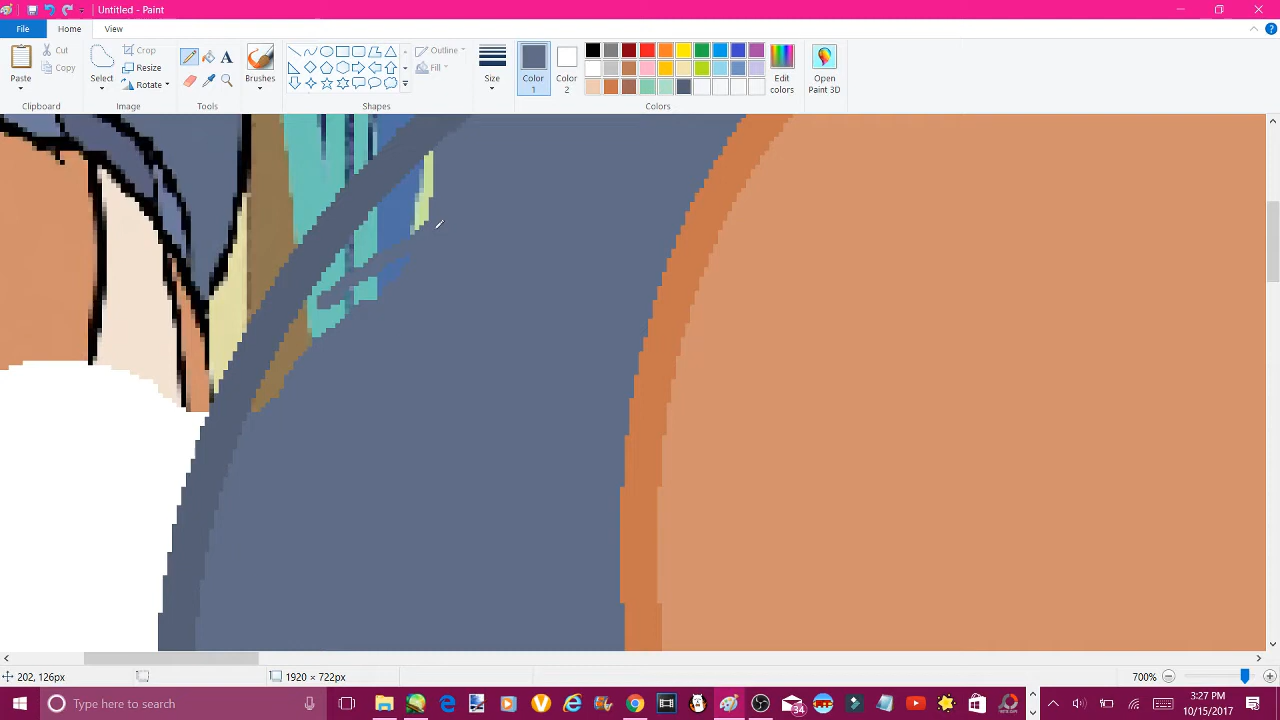 Untitled - Paint
File
Home
View
Paste
Cut
Copy
Clipboard
Select
Crop
Resize
Rotate
Image
A
Tools
Brushes
Outline
Fill
Shapes
Size
Color
1
Color
2
Edit
colors
Colors
Open
Paint 3D
202, 126px
1920 × 722px
700%
Type here to search
34
3:27 PM
10/15/2017